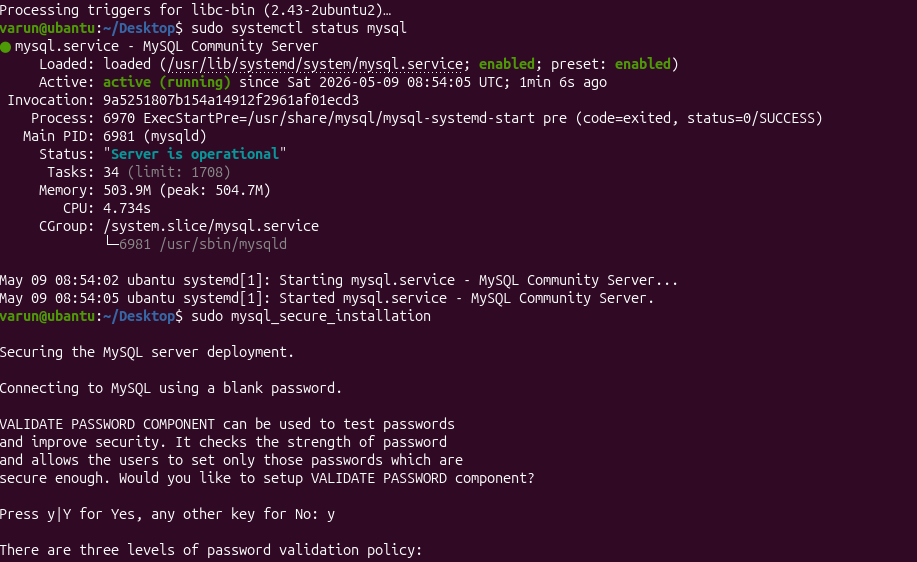 Processing triggers for libc-bin (2.43-2ubuntu2)…
varun@ubantu:~/Desktop$ sudo systemctl status mysql
● mysql.service - MySQL Community Server
     Loaded: loaded (/usr/lib/systemd/system/mysql.service; enabled; preset: enabled)
     Active: active (running) since Sat 2026-05-09 08:54:05 UTC; 1min 6s ago
 Invocation: 9a5251807b154a14912f2961af01ecd3
    Process: 6970 ExecStartPre=/usr/share/mysql/mysql-systemd-start pre (code=exited, status=0/SUCCESS)
   Main PID: 6981 (mysqld)
     Status: "Server is operational"
      Tasks: 34 (limit: 1708)
     Memory: 503.9M (peak: 504.7M)
        CPU: 4.734s
     CGroup: /system.slice/mysql.service
             └─6981 /usr/sbin/mysqld

May 09 08:54:02 ubantu systemd[1]: Starting mysql.service - MySQL Community Server...
May 09 08:54:05 ubantu systemd[1]: Started mysql.service - MySQL Community Server.
varun@ubantu:~/Desktop$ sudo mysql_secure_installation

Securing the MySQL server deployment.

Connecting to MySQL using a blank password.

VALIDATE PASSWORD COMPONENT can be used to test passwords
and improve security. It checks the strength of password
and allows the users to set only those passwords which are
secure enough. Would you like to setup VALIDATE PASSWORD component?

Press y|Y for Yes, any other key for No: y

There are three levels of password validation policy: